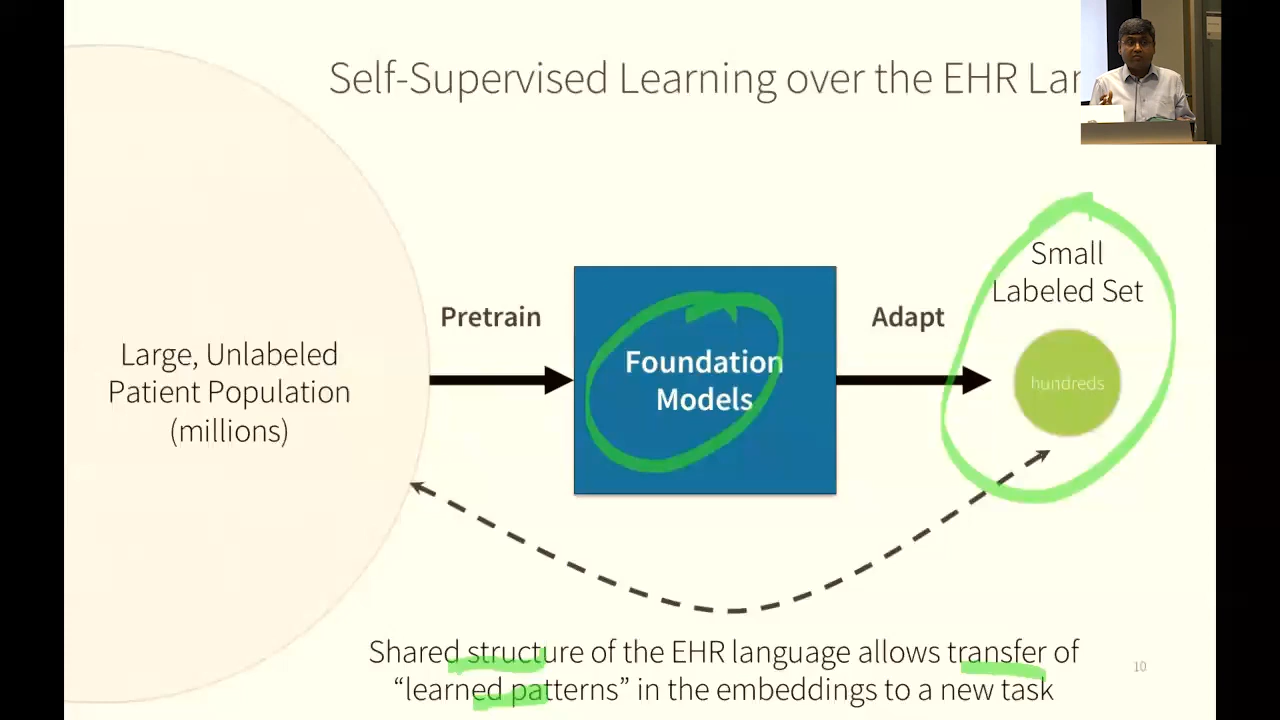 Self-Supervised Learning over the EHR Lan
Small
Labeled Set
Pretrain
Adapt
Large, Unlabeled
Patient Population
(millions)
Foundation
Models
hundreds
Shared structure of the EHR language allows transfer of
“learned patterns” in the embeddings to a new task
10